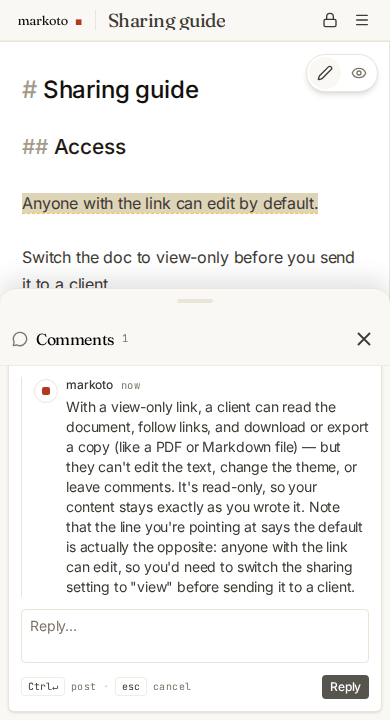 markoto
Sharing guide
# Sharing guide
## Access
Anyone with the link can edit by default.
Switch the doc to view-only before you send
it to a client
Comments 1
markoto now
With a view-only link, a client can read the
document, follow links, and download or export
a copy (like a PDF or Markdown file) — but
they can't edit the text, change the theme, or
leave comments. It's read-only, so your
content stays exactly as you wrote it. Note
that the line you're pointing at says the default
is actually the opposite: anyone with the link
can edit, so you'd need to switch the sharing
setting to "view" before sending it to a client.
Reply...
Ctrl↵ post · esc cancel
Reply